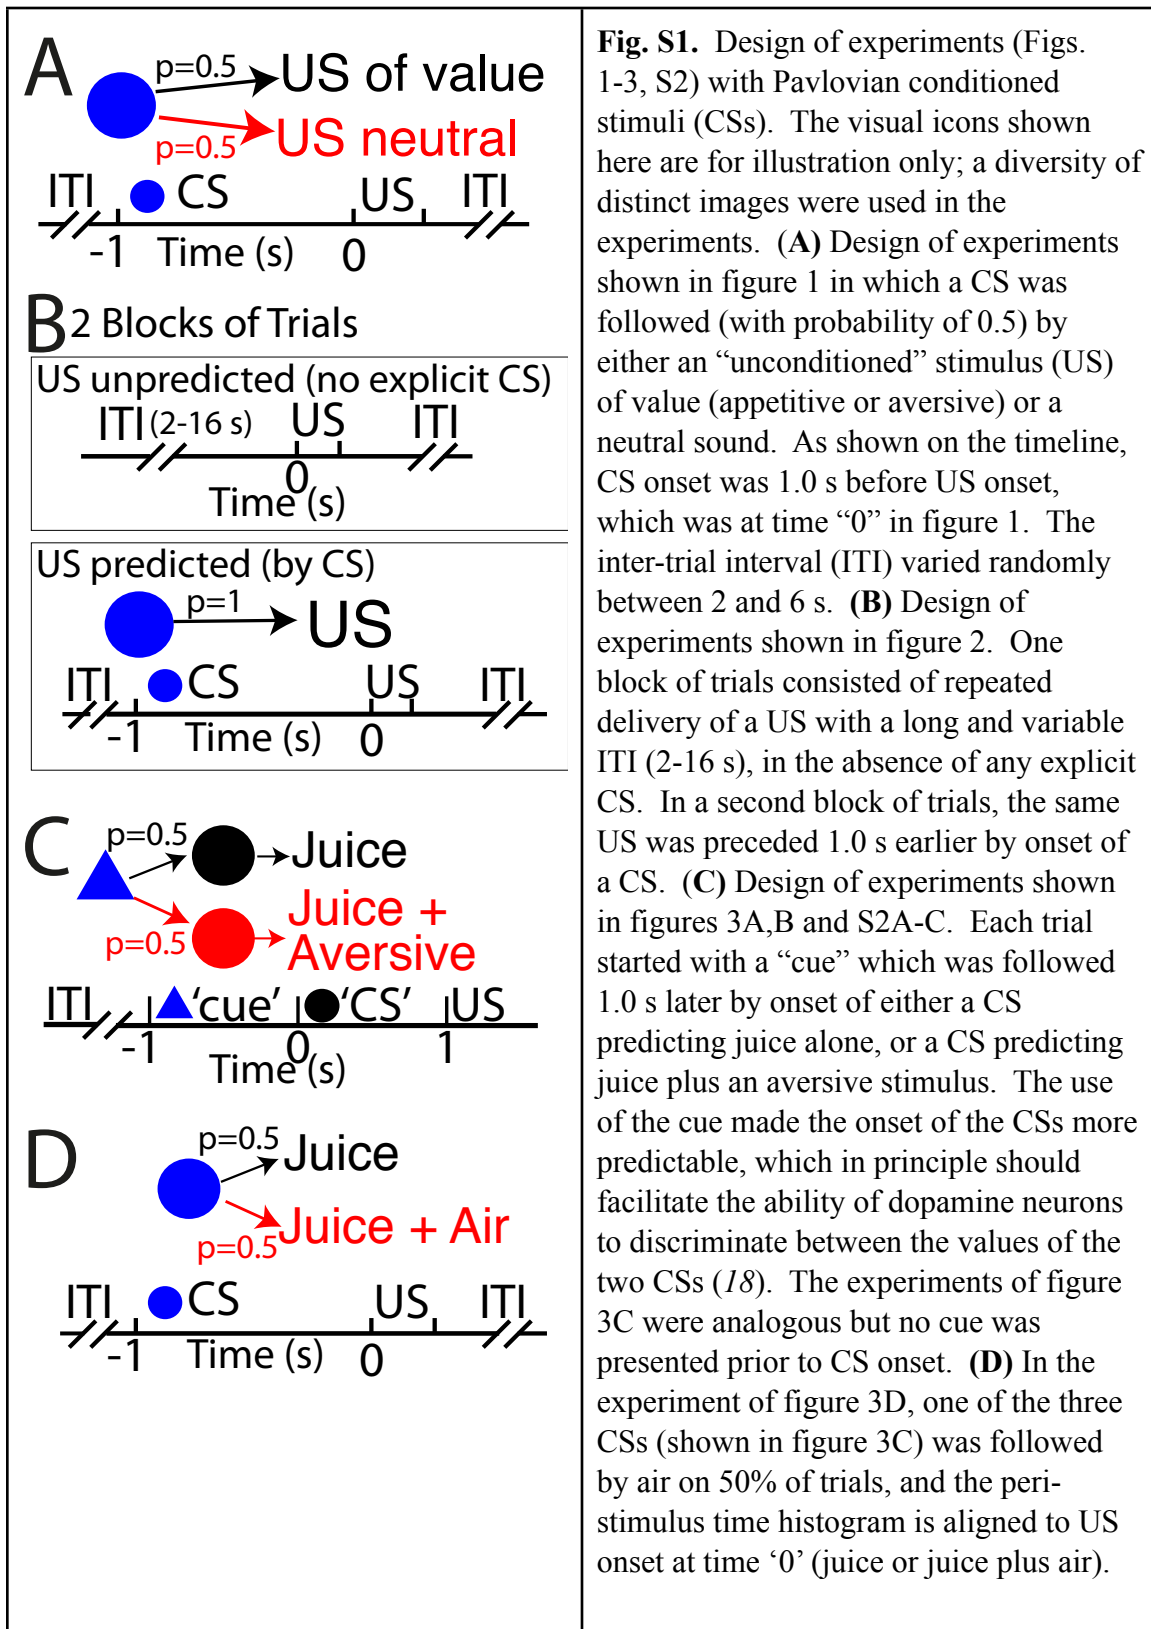 A
p=0.5
US of value
p=0.5
US neutral
ITI CS US ITI
-1 Time (s) 0
B 2 Blocks of Trials
US unpredicted (no explicit CS)
ITI (2-16 s) US ITI
0
Time (s)
US predicted (by CS)
p=1
US
ITI CS US ITI
-1 Time (s) 0
C
p=0.5
Juice
p=0.5
Juice +
Aversive
ITI 'cue' 'CS' US
-1 0 1
Time (s)
D
p=0.5
Juice
p=0.5
Juice + Air
ITI CS US ITI
-1 Time (s) 0
Fig. S1. Design of experiments (Figs.
1-3, S2) with Pavlovian conditioned
stimuli (CSs). The visual icons shown
here are for illustration only; a diversity of
distinct images were used in the
experiments. (A) Design of experiments
shown in figure 1 in which a CS was
followed (with probability of 0.5) by
either an “unconditioned” stimulus (US)
of value (appetitive or aversive) or a
neutral sound. As shown on the timeline,
CS onset was 1.0 s before US onset,
which was at time “0” in figure 1. The
inter-trial interval (ITI) varied randomly
between 2 and 6 s. (B) Design of
experiments shown in figure 2. One
block of trials consisted of repeated
delivery of a US with a long and variable
ITI (2-16 s), in the absence of any explicit
CS. In a second block of trials, the same
US was preceded 1.0 s earlier by onset of
a CS. (C) Design of experiments shown
in figures 3A,B and S2A-C. Each trial
started with a “cue” which was followed
1.0 s later by onset of either a CS
predicting juice alone, or a CS predicting
juice plus an aversive stimulus. The use
of the cue made the onset of the CSs more
predictable, which in principle should
facilitate the ability of dopamine neurons
to discriminate between the values of the
two CSs (18). The experiments of figure
3C were analogous but no cue was
presented prior to CS onset. (D) In the
experiment of figure 3D, one of the three
CSs (shown in figure 3C) was followed
by air on 50% of trials, and the peri-
stimulus time histogram is aligned to US
onset at time ‘0’ (juice or juice plus air).